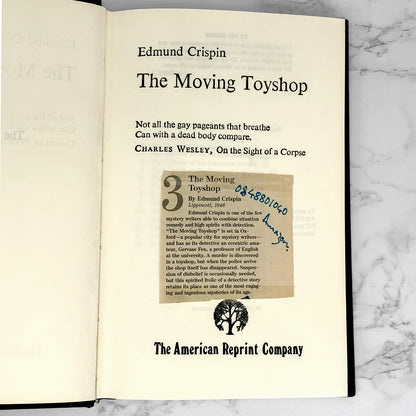 Edmund Crispin
The Moving Toyshop
Not all the gay pageants that breathe
Can with a dead body compare.
CHARLES WESLEY, On the Sight of a Corpse
3 The Moving
Toyshop
By Edmund Crispin
Lippincott, 1946
Edmund Crispin is one of the few
mystery writers able to combine situation
comedy and high spirits with detection.
"The Moving Toyshop" is set in Ox-
ford—a popular city for mystery writers—
and has as its detective an eccentric ama-
teur, Gervase Fen, a professor of English
at the university. A murder is discovered
in a toyshop, but when the police arrive
the shop itself has disappeared. Suspen-
sion of disbelief is occasionally needed,
but this spirited frolic of a detective story
retains its place as one of the most engag-
ing and ingenious mysteries of its age.
0848801040
Amazon
The American Reprint Company